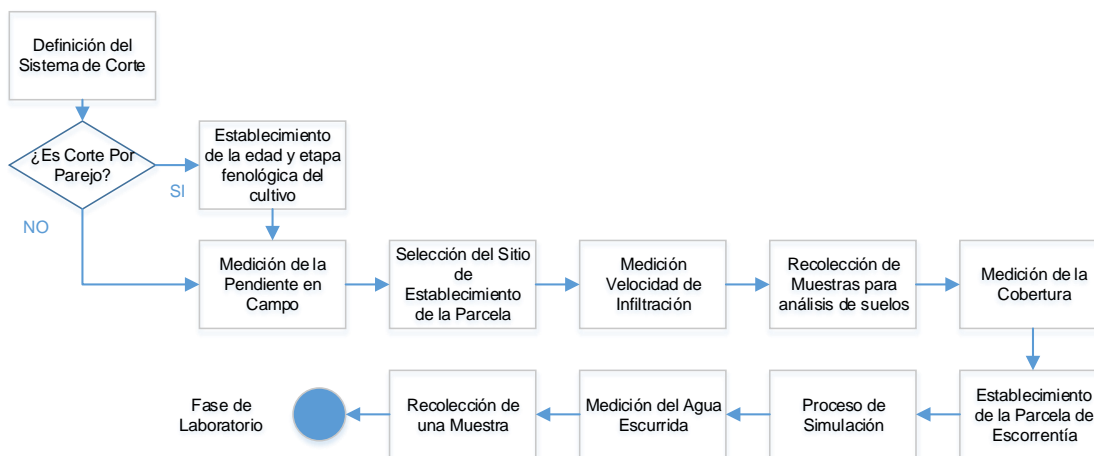 Definición del
Sistema de Corte
¿Es Corte Por
Parejo?
SI
NO
Establecimiento
de la edad y etapa
fenológica del
cultivo
Medición de la
Pendiente en
Campo
Selección del Sitio
de
Establecimiento
de la Parcela
Medición
Velocidad de
Infiltración
Recolección de
Muestras para
análisis de suelos
Medición de la
Cobertura
Establecimiento
de la Parcela de
Escorrentía
Proceso de
Simulación
Medición del Agua
Escurrida
Recolección de
una Muestra
Fase de
Laboratorio